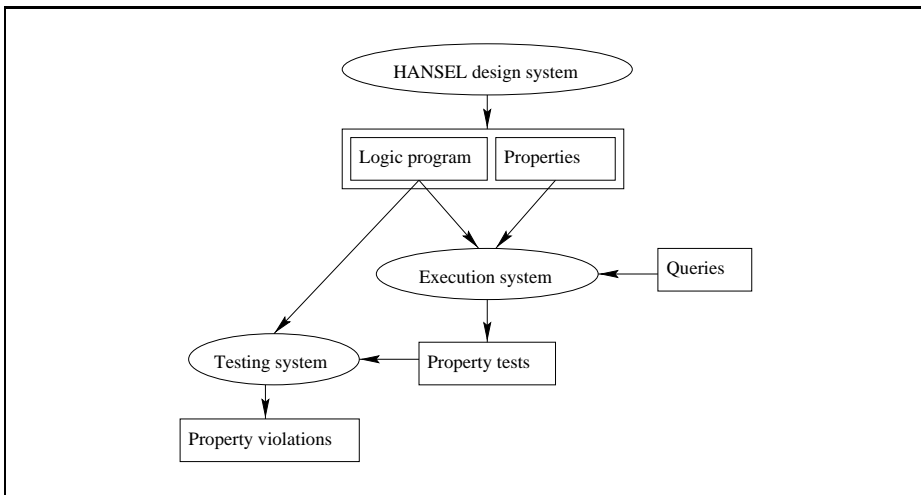 HANSEL design system
Logic program
Properties
Execution system
Queries
Testing system
Property tests
Property violations